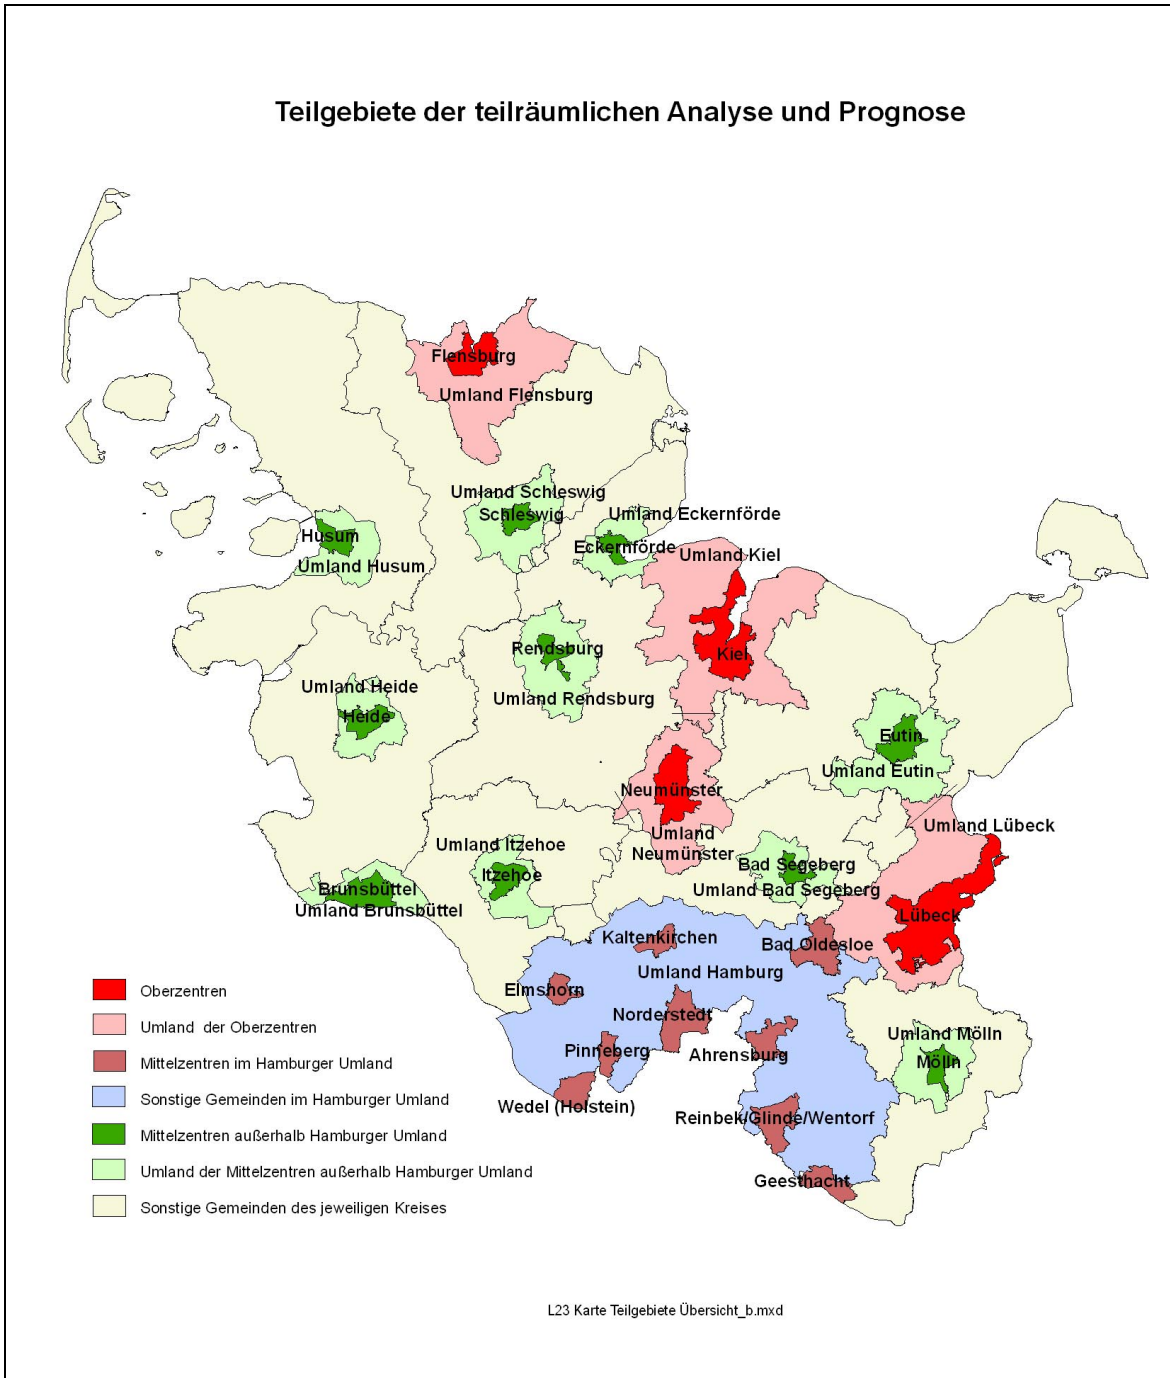 Teilgebiete der teilräumlichen Analyse und Prognose
Flensburg
Umland Flensburg
Umland Schleswig
Schleswig
Umland Eckernförde
Eckernförde
Umland Kiel
Husum
Umland Husum
Kiel
Rendsburg
Umland Rendsburg
Umland Heide
Heide
Eutin
Umland Eutin
Neumünster
Umland
Neumünster
Umland Lübeck
Umland Itzehoe
Itzehoe
Bad Segeberg
Umland Bad Segeberg
Brunsbüttel
Umland Brunsbüttel
Lübeck
Kaltenkirchen
Bad Oldesloe
Umland Hamburg
Elmshorn
Norderstedt
Pinneberg
Ahrensburg
Umland Mölln
Mölln
Wedel (Holstein)
Reinbek/Glinde/Wentorf
Geesthacht
Oberzentren
Umland der Oberzentren
Mittelzentren im Hamburger Umland
Sonstige Gemeinden im Hamburger Umland
Mittelzentren außerhalb Hamburger Umland
Umland der Mittelzentren außerhalb Hamburger Umland
Sonstige Gemeinden des jeweiligen Kreises
L23 Karte Teilgebiete Übersicht_b.mxd